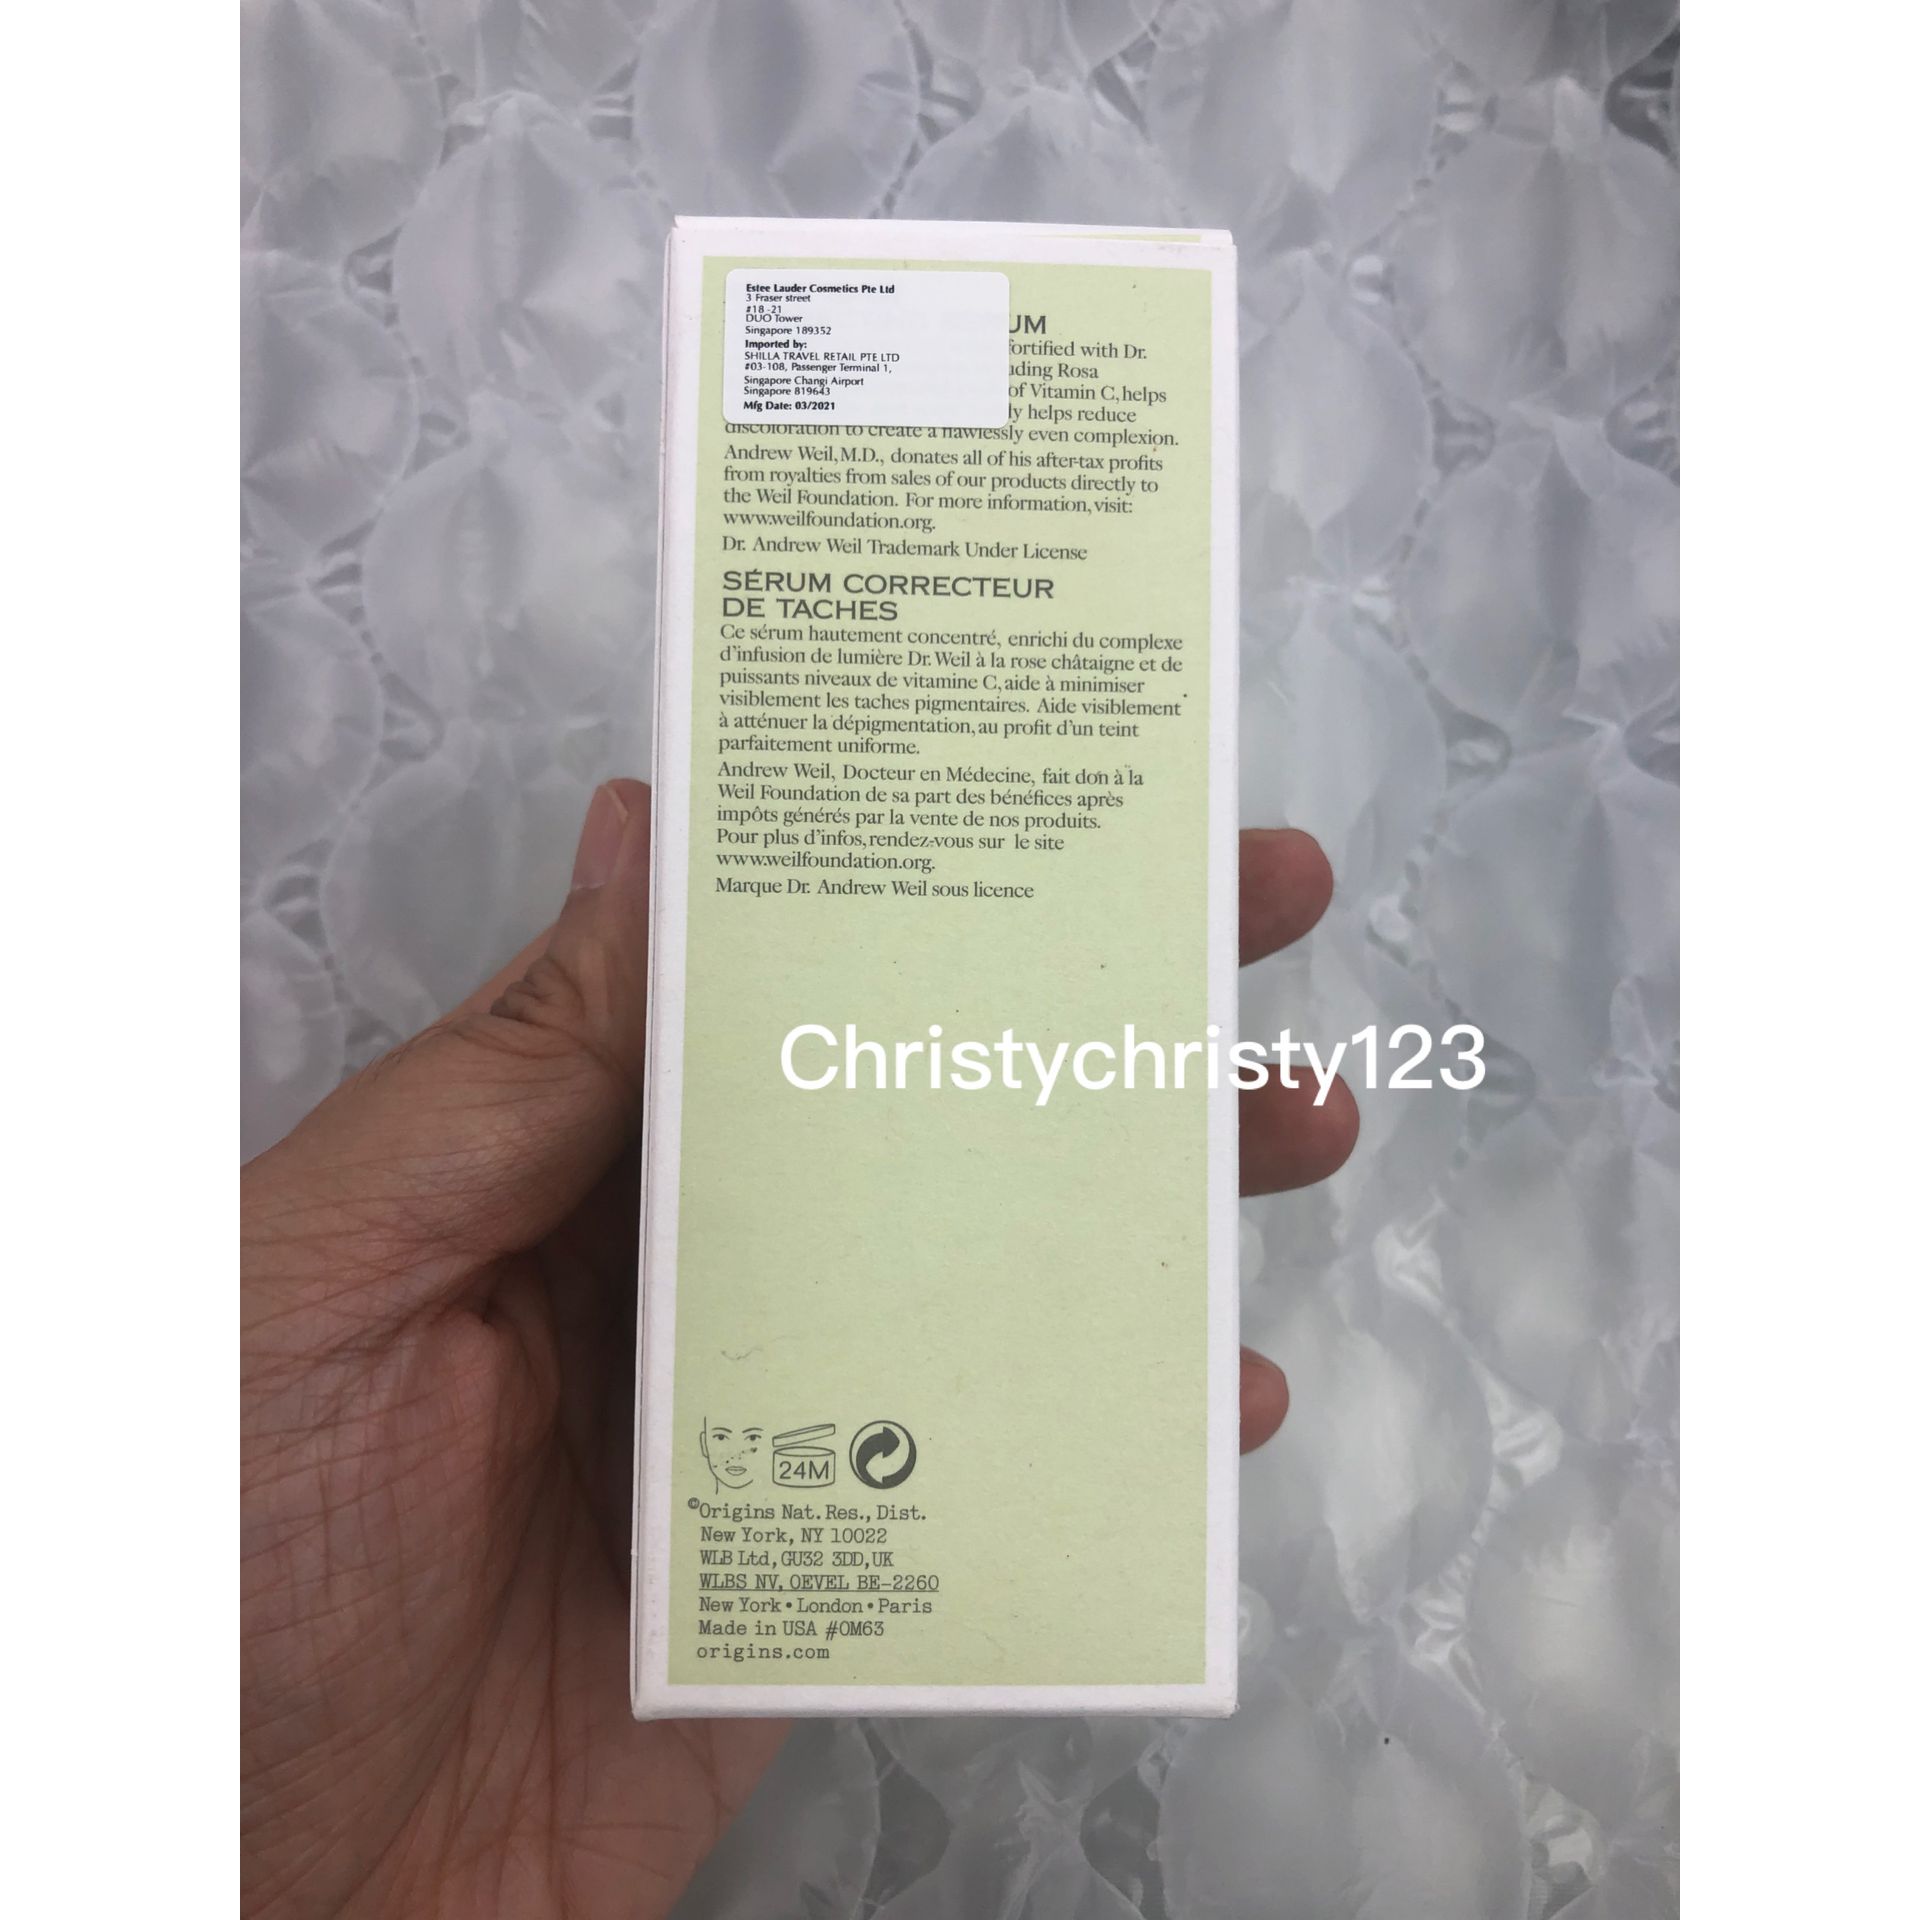 Estee Lauder Cosmetics Pte Ltd
3 Fraser street
#18-21
DUO Tower
Singapore 189352
Imported by:
SHILLA TRAVEL RETAIL PTE LTD
#03-108, Passenger Terminal 1,
Singapore Changi Airport
Singapore 819643
Mfg Date: 03/2021
UM
fortified with Dr.
uding Rosa
of Vitamin C, helps
ly helps reduce
discoloration to create a flawlessly even complexion.
Andrew Weil, M.D., donates all of his after-tax profits
from royalties from sales of our products directly to
the Weil Foundation. For more information, visit:
www.weilfoundation.org.
Dr. Andrew Weil Trademark Under License
SÉRUM CORRECTEUR
DE TACHES
Ce sérum hautement concentré, enrichi du complexe
d'infusion de lumière Dr. Weil à la rose châtaigne et de
puissants niveaux de vitamine C, aide à minimiser
visiblement les taches pigmentaires. Aide visiblement
à atténuer la dépigmentation, au profit d'un teint
parfaitement uniforme.
Andrew Weil, Docteur en Médecine, fait don à la
Weil Foundation de sa part des bénéfices après
impôts générés par la vente de nos produits.
Pour plus d'infos, rendez-vous sur le site
www.weilfoundation.org.
Marque Dr. Andrew Weil sous licence
Christychristy123
24M
©Origins Nat. Res., Dist.
New York, NY 10022
WLB Ltd, GU32 3DD, UK
WLBS NV, OEVEL BE-2260
New York • London • Paris
Made in USA #0M63
origins.com